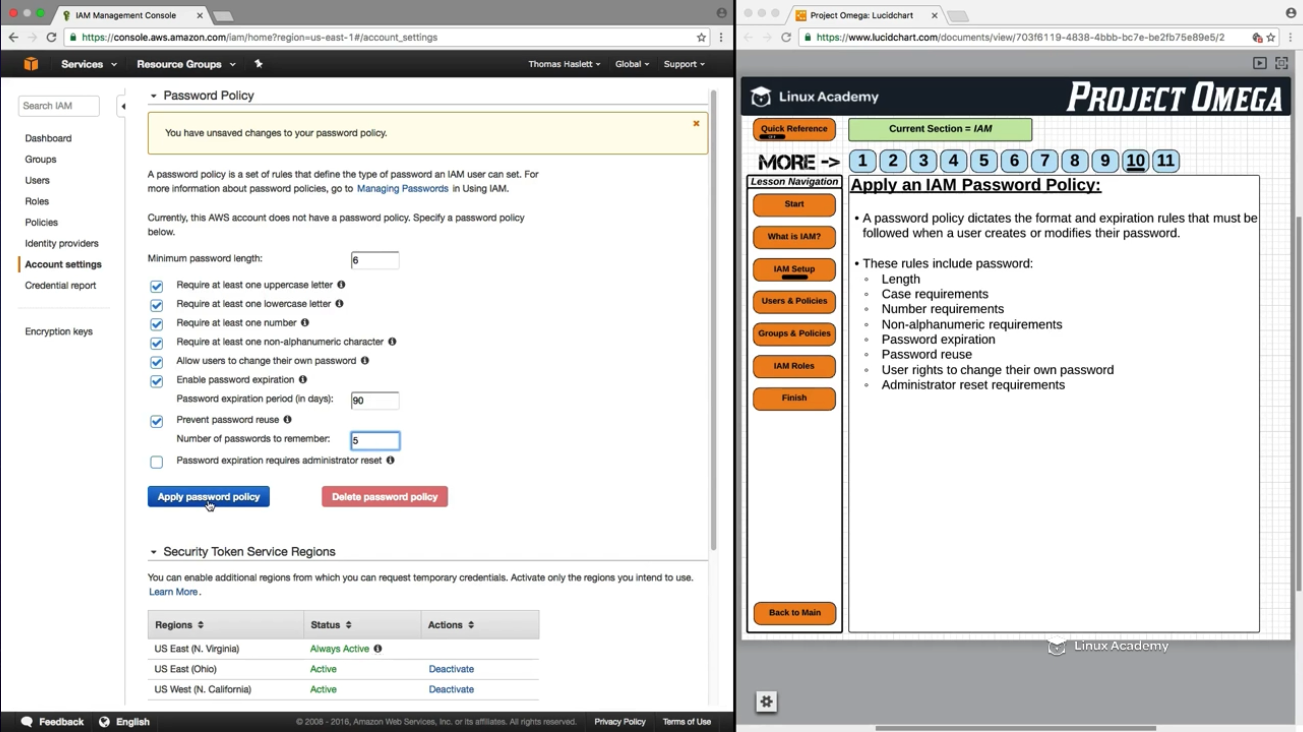 IAM Management Console
https://console.aws.amazon.com/iam/home?region=us-east-1#/account_settings
Services
Resource Groups
Thomas Haslett
Global
Support
Search IAM
Dashboard
Groups
Users
Roles
Policies
Identity providers
Account settings
Credential report
Encryption keys
Password Policy
You have unsaved changes to your password policy.
A password policy is a set of rules that define the type of password an IAM user can set. For
more information about password policies, go to Managing Passwords in Using IAM.
Currently, this AWS account does not have a password policy. Specify a password policy
below.
Minimum password length: 6
Require at least one uppercase letter
Require at least one lowercase letter
Require at least one number
Require at least one non-alphanumeric character
Allow users to change their own password
Enable password expiration
Password expiration period (in days): 90
Prevent password reuse
Number of passwords to remember: 5
Password expiration requires administrator reset
Apply password policy
Delete password policy
Security Token Service Regions
You can enable additional regions from which you can request temporary credentials. Activate only the regions you intend to use.
Learn More.
Regions Status Actions
US East (N. Virginia) Always Active
US East (Ohio) Active Deactivate
US West (N. California) Active Deactivate
Feedback
English
© 2008 - 2016, Amazon Web Services, Inc. or its affiliates. All rights reserved.
Privacy Policy
Terms of Use
Project Omega: Lucidchart
https://www.lucidchart.com/documents/view/703f6119-4838-4bbb-bc7e-be2fb75e89e5/2
Linux Academy
PROJECT OMEGA
Quick Reference
Current Section = IAM
MORE -> 1 2 3 4 5 6 7 8 9 10 11
Lesson Navigation
Start
What is IAM?
IAM Setup
Users & Policies
Groups & Policies
IAM Roles
Finish
Back to Main
Apply an IAM Password Policy:
• A password policy dictates the format and expiration rules that must be
followed when a user creates or modifies their password.
• These rules include password:
◦ Length
◦ Case requirements
◦ Number requirements
◦ Non-alphanumeric requirements
◦ Password expiration
◦ Password reuse
◦ User rights to change their own password
◦ Administrator reset requirements
Linux Academy